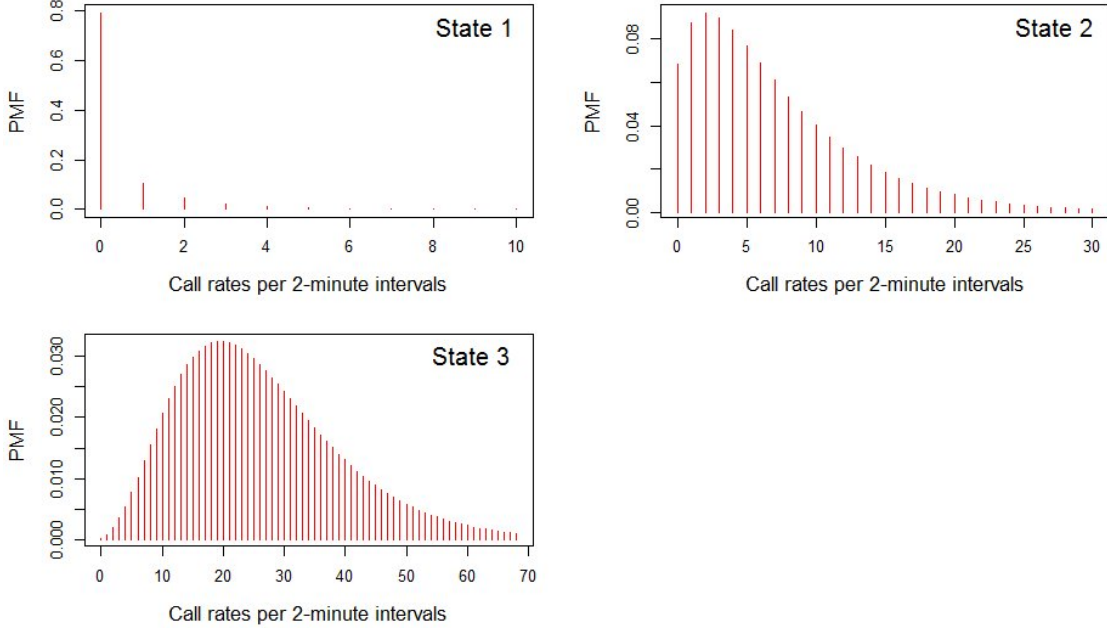 State 1
PMF
0.0 0.2 0.4 0.6 0.8
0 2 4 6 8 10
Call rates per 2-minute intervals
State 2
PMF
0.00 0.04 0.08
0 5 10 15 20 25 30
Call rates per 2-minute intervals
State 3
PMF
0.000 0.010 0.020 0.030
0 10 20 30 40 50 60 70
Call rates per 2-minute intervals